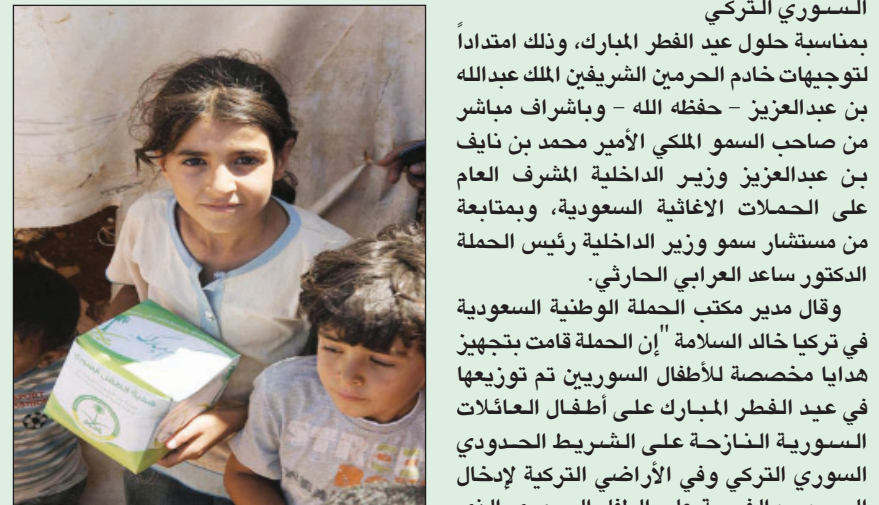 السوري التركي
بمناسبة حلول عيد الفطر المبارك، وذلك امتداداً
لتوجيهات خادم الحرمين الشريفين الملك عبدالله
بن عبدالعزيز – حفظه الله – وباشراف مباشر
من صاحب السمو الملكي الأمير محمد بن نايف
بن عبدالعزيز وزير الداخلية المشرف العام
على الحملات الاغاثية السعودية، وبمتابعة
من مستشار سمو وزير الداخلية رئيس الحملة
الدكتور ساعد العرابي الحارثي.
وقال مدير مكتب الحملة الوطنية السعودية
في تركيا خالد السلامة "إن الحملة قامت بتجهيز
هدايا مخصصة للأطفال السوريين تم توزيعها
في عيد الفطر المبارك على أطفال العائلات
السورية النازحة على الشريط الحدودي
السوري التركي وفي الأراضي التركية لإدخال
هدية الطفل السوري